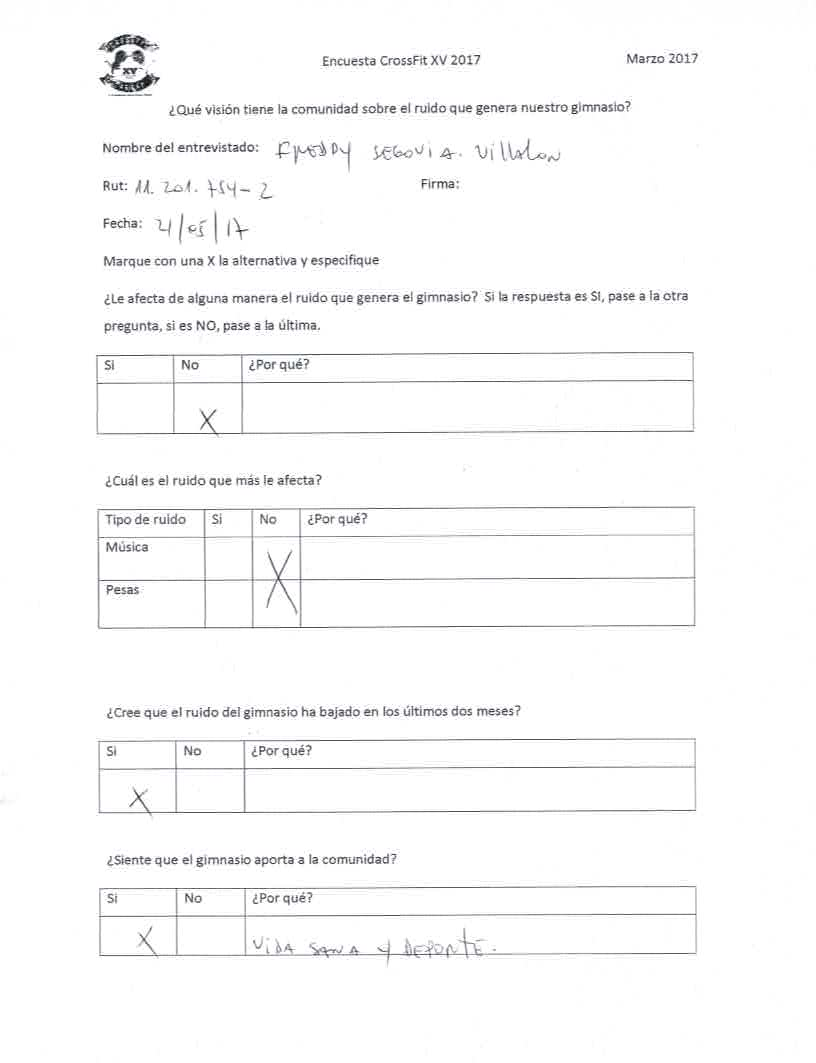 XV
Encuesta CrossFit XV 2017 Marzo 2017
¿Qué visión tiene la comunidad sobre el ruido que genera nuestro gimnasio?
Nombre del entrevistado: FREDDY SEGOVIA. Villalon
Rut: 11. 201. 754-2 Firma:
Fecha: 21/05/17
Marque con una X la alternativa y especifique
¿Le afecta de alguna manera el ruido que genera el gimnasio? Si la respuesta es SI, pase a la otra
pregunta, si es NO, pase a la última.
Si No ¿Por qué?
X
¿Cuál es el ruido que más le afecta?
Tipo de ruido Si No ¿Por qué?
Música
X
Pesas
¿Cree que el ruido del gimnasio ha bajado en los últimos dos meses?
Si No ¿Por qué?
X
¿Siente que el gimnasio aporta a la comunidad?
Si No ¿Por qué?
X ViDA SANA Y DEPORTE.